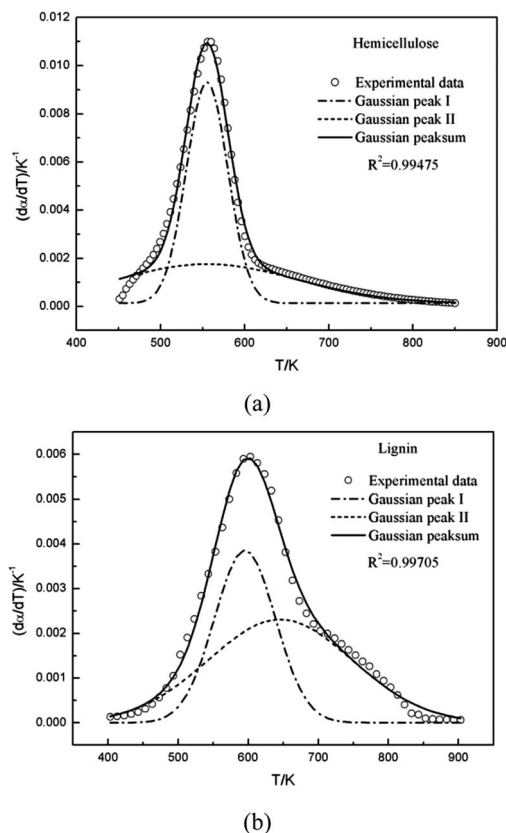 0.012
0.010
0.008
0.006
0.004
0.002
0.000
(dα/dT)/K⁻¹
Hemicellulose
Experimental data
Gaussian peak I
Gaussian peak II
Gaussian peaksum
R²=0.99475
400 500 600 700 800 900
T/K
(a)
0.006
0.005
0.004
0.003
0.002
0.001
0.000
(dα/dT)/K⁻¹
Lignin
Experimental data
Gaussian peak I
Gaussian peak II
Gaussian peaksum
R²=0.99705
400 500 600 700 800 900
T/K
(b)